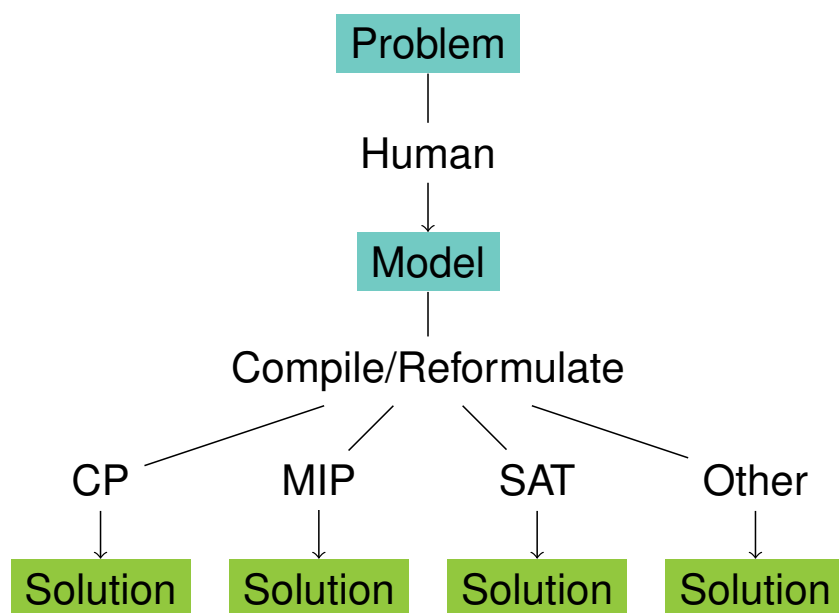 Problem
Human
Model
Compile/Reformulate
CP MIP SAT Other
Solution Solution Solution Solution